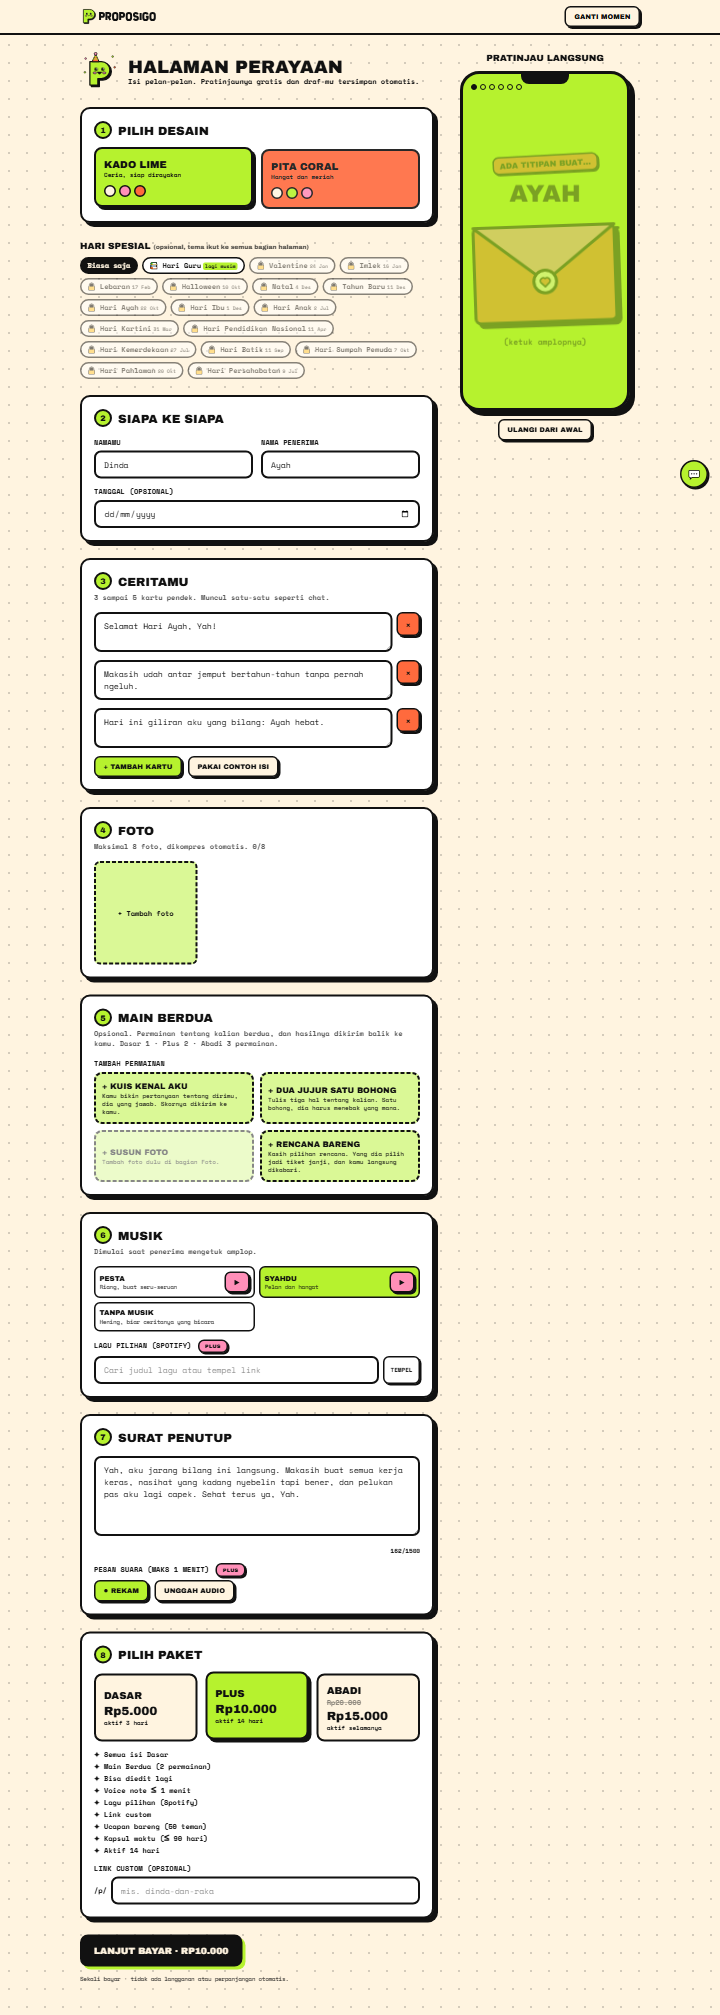 PROPOSIGO
GANTI MOMEN
HALAMAN PERAYAAN
Isi pelan-pelan. Pratinjaunya gratis dan draf-mu tersimpan otomatis.
PRATINJAU LANGSUNG
1 PILIH DESAIN
KADO LIME
Ceria, siap dirayakan
PITA CORAL
Hangat dan meriah
ADA TITIPAN BUAT...
AYAH
(ketuk amplopnya)
ULANGI DARI AWAL
HARI SPESIAL (opsional, tema ikut ke semua bagian halaman)
Biasa saja
Hari Guru lagi musim
Valentine
Imlek
Lebaran 17 Feb
Halloween
Natal
Tahun Baru
Hari Ayah
Hari Ibu
Hari Anak
Hari Kartini
Hari Pendidikan Nasional
Hari Kemerdekaan
Hari Batik
Hari Sumpah Pemuda
Hari Pahlawan
Hari Persahabatan
2 SIAPA KE SIAPA
NAMAMU
Dinda
NAMA PENERIMA
Ayah
TANGGAL (OPSIONAL)
dd/mm/yyyy
3 CERITAMU
3 sampai 5 kartu pendek. Muncul satu-satu seperti chat.
Selamat Hari Ayah, Yah!
Makasih udah antar jemput bertahun-tahun tanpa pernah
ngeluh.
Hari ini giliran aku yang bilang: Ayah hebat.
+ TAMBAH KARTU
PAKAI CONTOH ISI
4 FOTO
Maksimal 8 foto, dikompres otomatis. 0/8
+ Tambah foto
5 MAIN BERDUA
Opsional. Permainan tentang kalian berdua, dan hasilnya dikirim balik ke
kamu. Dasar 1 · Plus 2 · Abadi 3 permainan.
TAMBAH PERMAINAN
+ KUIS KENAL AKU
Kamu bikin pertanyaan tentang dirimu,
dia yang jawab. Skornya dikirim ke
kamu.
+ DUA JUJUR SATU BOHONG
Tulis tiga hal tentang kalian. Satu
bohong, dia harus menebak yang mana.
+ SUSUN FOTO
Tambah foto dulu di bagian Foto.
+ RENCANA BARENG
Kasih pilihan rencana. Yang dia pilih
jadi tiket janji, dan kamu langsung
dikabari.
6 MUSIK
Dimulai saat penerima mengetuk amplop.
PESTA
Riang, buat seru-seruan
SYAHDU
Pelan dan hangat
TANPA MUSIK
Hening, biar ceritanya yang bicara
LAGU PILIHAN (SPOTIFY) PLUS
Cari judul lagu atau tempel link
TEMPEL
7 SURAT PENUTUP
Yah, aku jarang bilang ini langsung. Makasih buat semua kerja
keras, nasihat yang kadang nyebelin tapi bener, dan pelukan
pas aku lagi capek. Sehat terus ya, Yah.
162/1500
PESAN SUARA (MAKS 1 MENIT) PLUS
● REKAM
UNGGAH AUDIO
8 PILIH PAKET
DASAR
Rp5.000
aktif 3 hari
PLUS
Rp10.000
aktif 14 hari
ABADI
Rp20.000
Rp15.000
aktif selamanya
✦ Semua isi Dasar
✦ Main Berdua (2 permainan)
✦ Bisa diedit lagi
✦ Voice note ≤ 1 menit
✦ Lagu pilihan (Spotify)
✦ Link custom
✦ Ucapan bareng (50 teman)
✦ Kapsul waktu (≤ 90 hari)
✦ Aktif 14 hari
LINK CUSTOM (OPSIONAL)
/p/
mis. dinda-dan-raka
LANJUT BAYAR · RP10.000
Sekali bayar · tidak ada langganan atau perpanjangan otomatis.